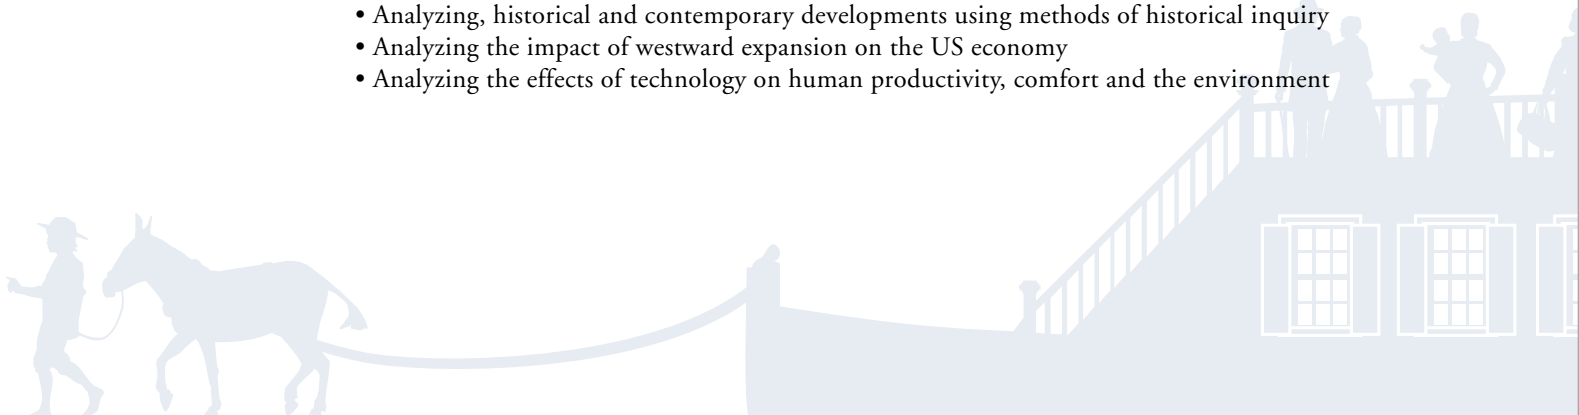 • Analyzing, historical and contemporary developments using methods of historical inquiry
• Analyzing the impact of westward expansion on the US economy
• Analyzing the effects of technology on human productivity, comfort and the environment